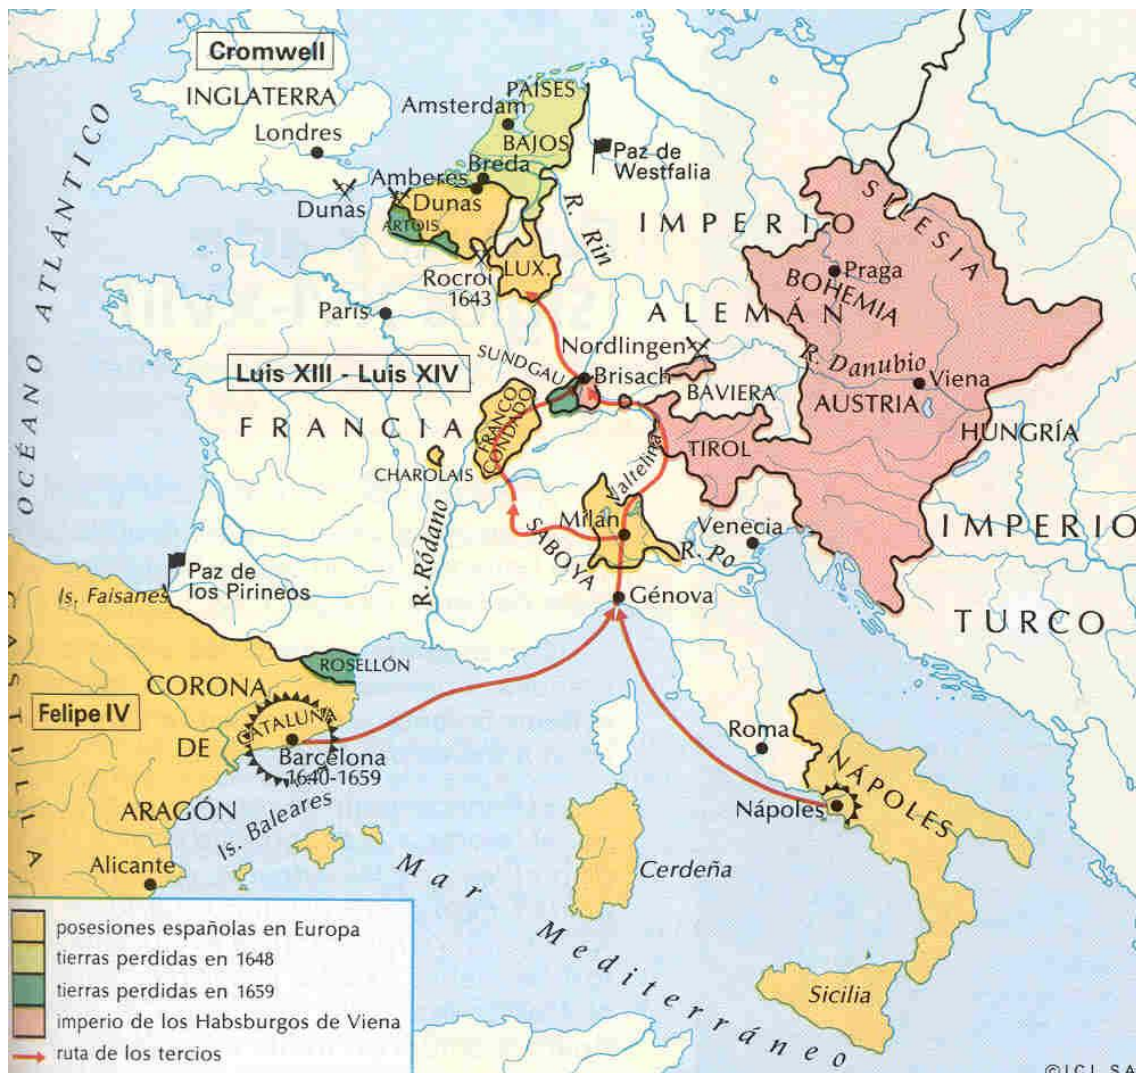 Cromwell
INGLATERRA
Londres
OCÉANO ATLÁNTICO
PAÍSES
BAJOS
Amsterdam
Breda
Amberes
Dunas
Dunas
ARTOIS
Rocroi
1643
LUX.
Paz de
Westfalia
R. Rin
IMPERIO
ALEMÁN
SILESIA
Praga
BOHEMIA
París
Nordlingen
R. Danubio
Viena
SUNDGAU
Brisach
BAVIERA
AUSTRIA
HUNGRÍA
Luis XIII - Luis XIV
FRANCIA
FRANCO
CONDADO
CHAROLAIS
TIROL
Valtelina
Milán
SABOYA
Venecia
R. Po
R. Ródano
IMPERIO
TURCO
Génova
Paz de
los Pirineos
Is. Faisanes
ROSELLÓN
CASTILLA
Felipe IV
CORONA
DE
ARAGÓN
CATALUÑA
Barcelona
1640-1659
Is. Baleares
Alicante
Roma
NÁPOLES
Nápoles
Cerdeña
Mar
Mediterráneo
Sicilia
posesiones españolas en Europa
tierras perdidas en 1648
tierras perdidas en 1659
imperio de los Habsburgos de Viena
ruta de los tercios
©ICL SA